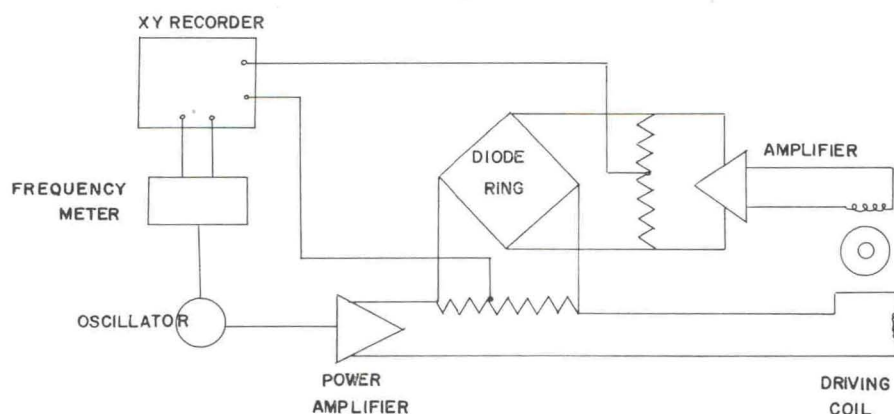 XY RECORDER
DIODE
RING
AMPLIFIER
FREQUENCY
METER
OSCILLATOR
POWER
AMPLIFIER
DRIVING
COIL